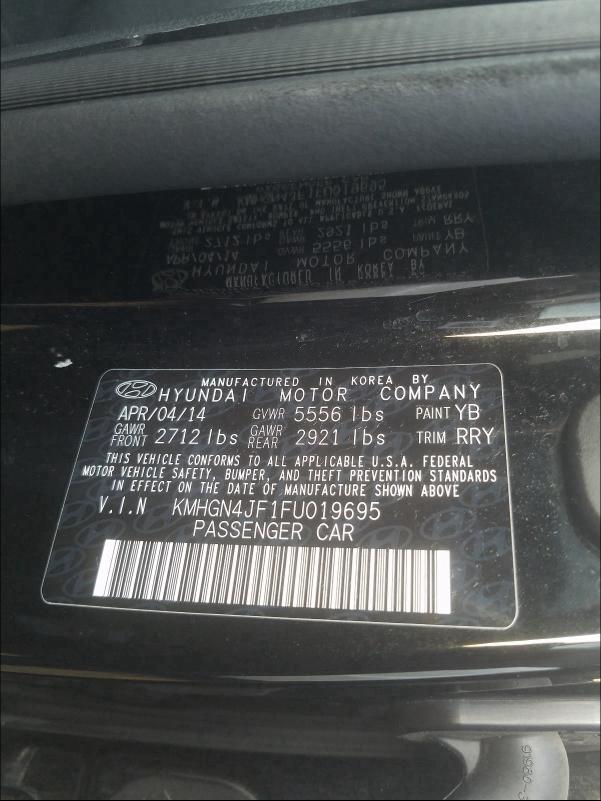 MANUFACTURED IN KOREA BY
HYUNDAI MOTOR COMPANY
APR/04/14 GVWR 5556 lbs PAINT YB
GAWR FRONT 2712 lbs GAWR REAR 2921 lbs TRIM RRY
THIS VEHICLE CONFORMS TO ALL APPLICABLE U.S.A. FEDERAL
MOTOR VEHICLE SAFETY, BUMPER, AND THEFT PREVENTION STANDARDS
IN EFFECT ON THE DATE OF MANUFACTURE SHOWN ABOVE
V.I.N KMHGN4JF1FU019695
PASSENGER CAR